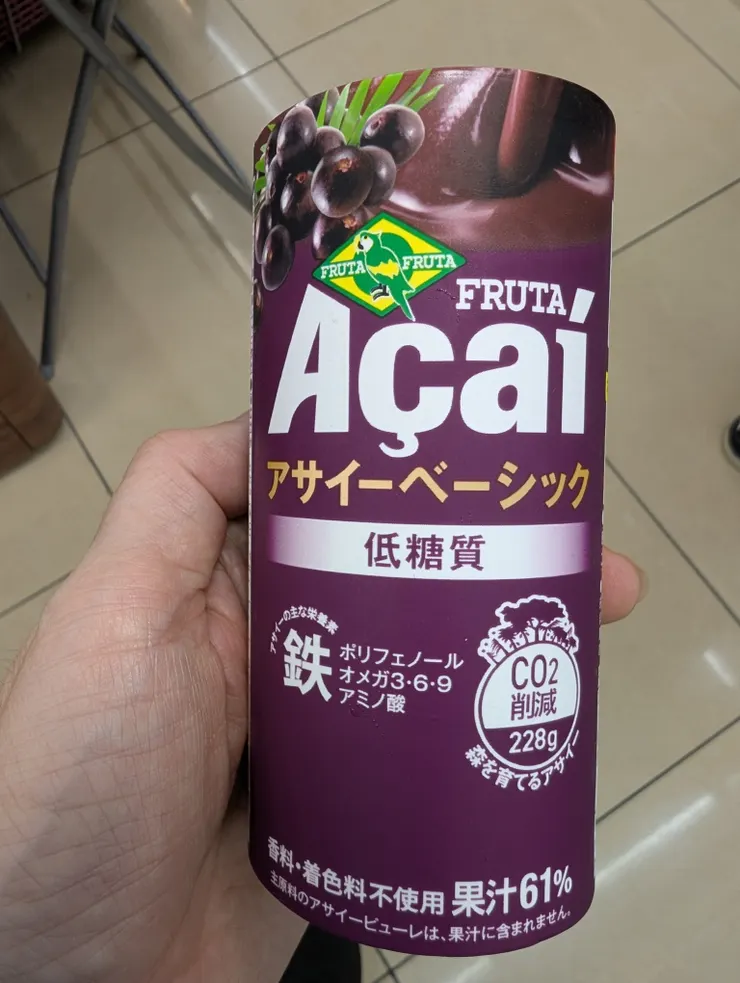 FRUTA FRUTA
FRUTA
Açaí
アサイーベーシック
低糖質
アサイーの主な栄養素
鉄
ポリフェノール
オメガ3・6・9
アミノ酸
CO2
削減
228g
森を育てるアサイー
香料・着色料不使用 果汁61%
主原料のアサイーピューレは、果汁に含まれません。